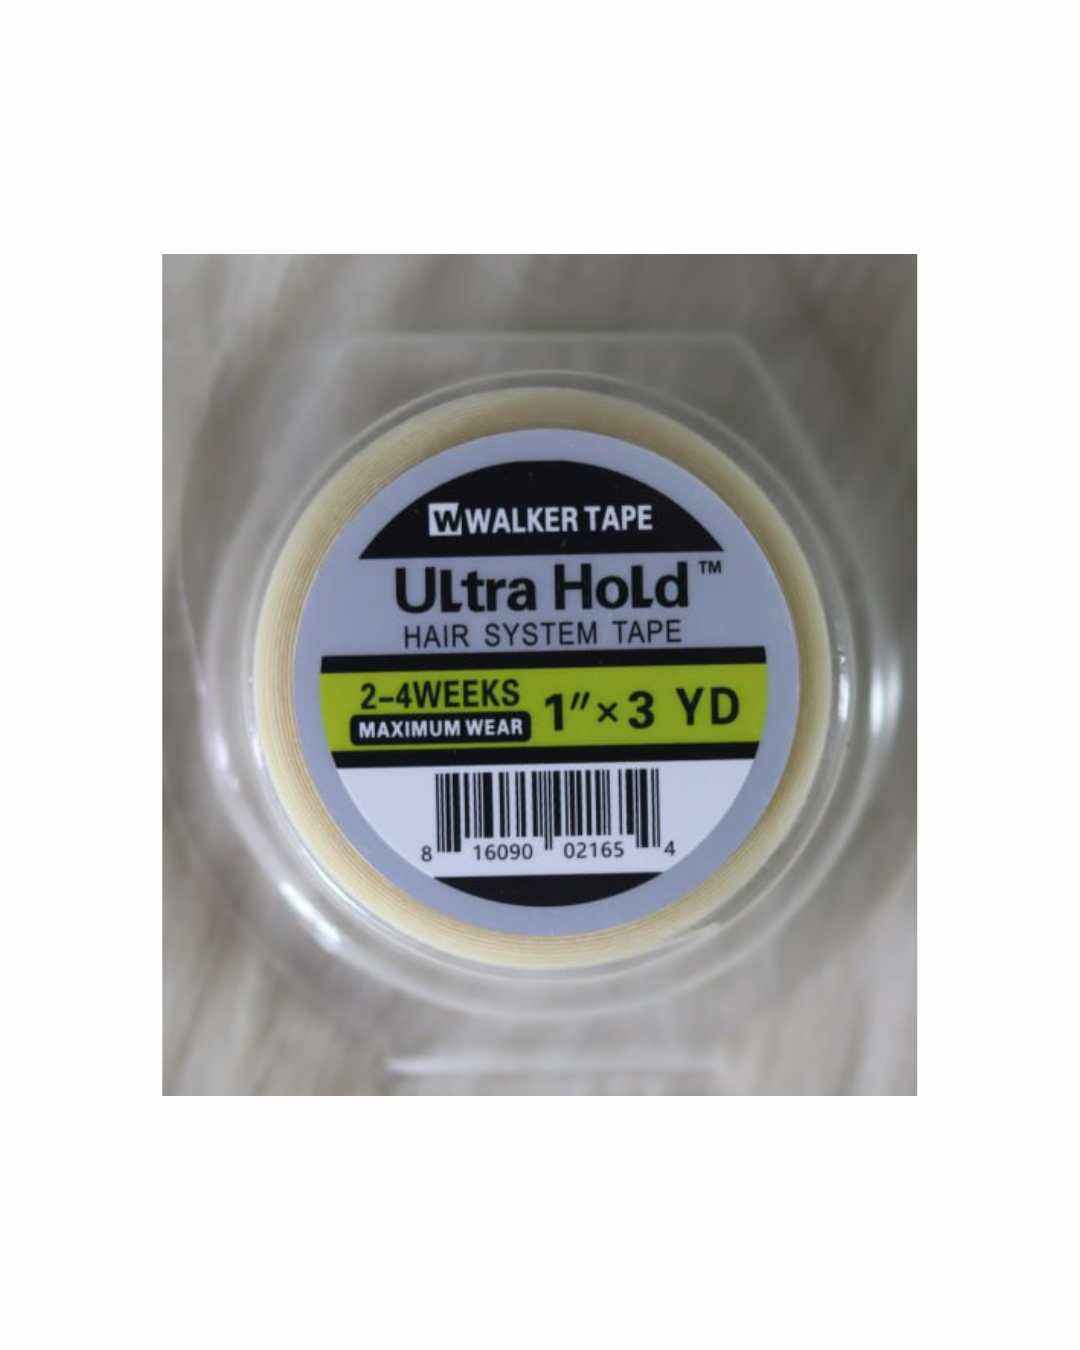 W WALKER TAPE
Ultra Hold™
HAIR SYSTEM TAPE
2-4WEEKS
MAXIMUM WEAR
1"×3 YD
8 16090 02165 4